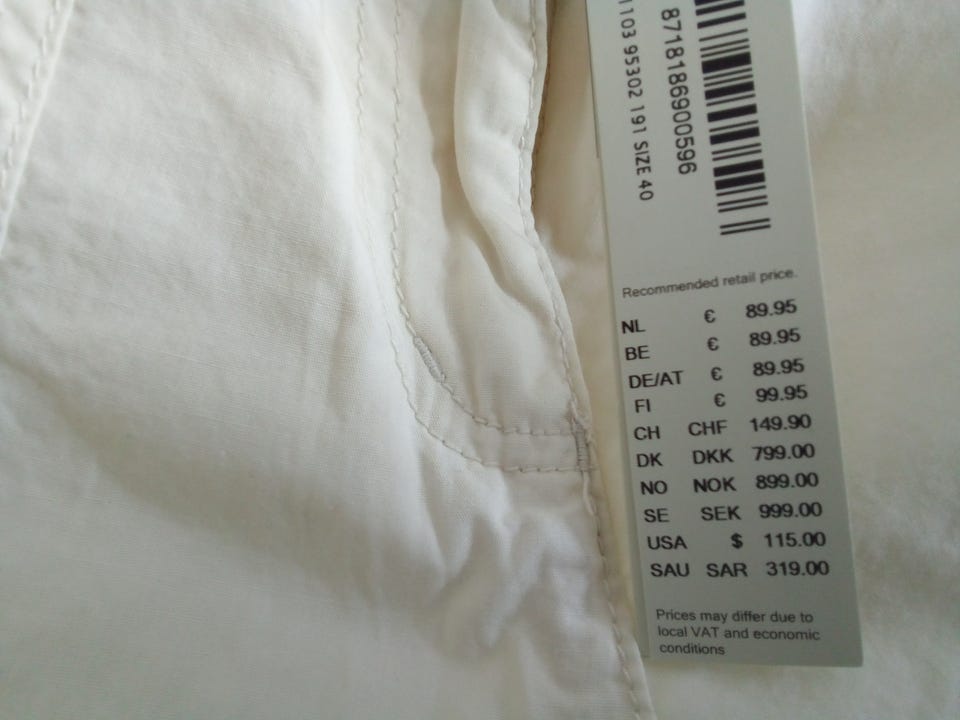 1103 95302 191 SIZE 40
8718186900596
Recommended retail price.
NL € 89.95
BE € 89.95
DE/AT € 89.95
FI € 99.95
CH CHF 149.90
DK DKK 799.00
NO NOK 899.00
SE SEK 999.00
USA $ 115.00
SAU SAR 319.00
Prices may differ due to
local VAT and economic
conditions